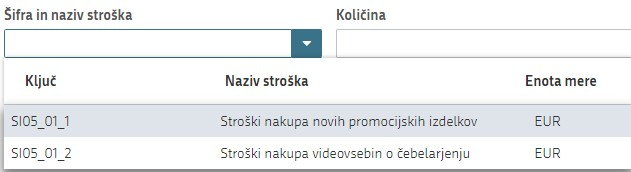 Šifra in naziv stroška Količina
Ključ Naziv stroška Enota mere
SI05_01_1 Stroški nakupa novih promocijskih izdelkov EUR
SI05_01_2 Stroški nakupa videovsebin o čebelarjenju EUR